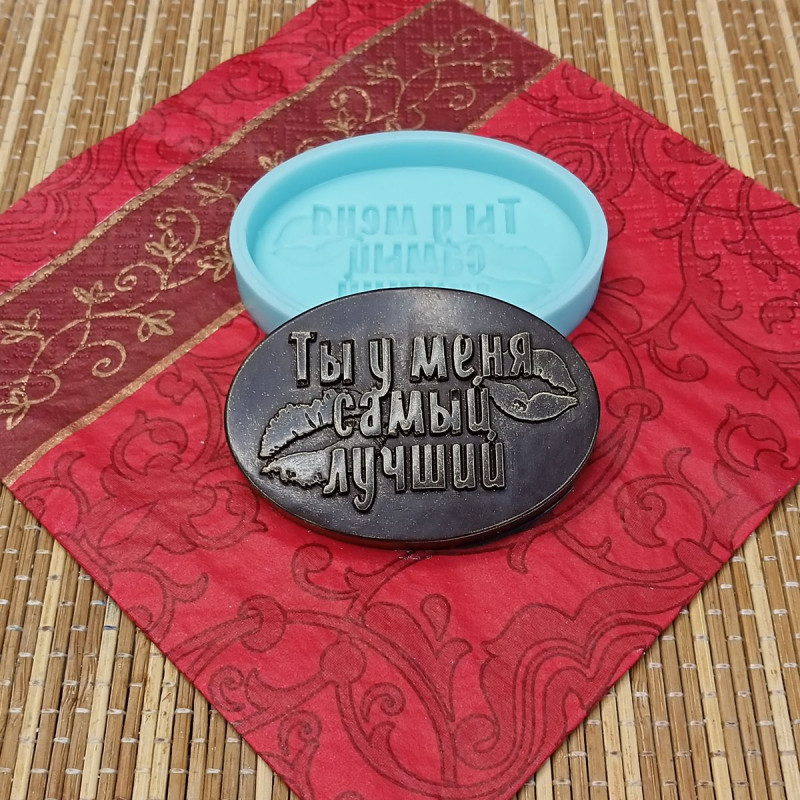 Ты у меня
самый
лучший